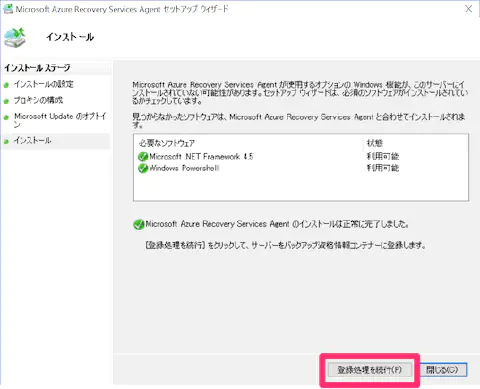 Microsoft Azure Recovery Services Agent セットアップ ウィザード
インストール
インストール ステージ
インストールの設定
プロキシの構成
Microsoft Update のオプトイ
ン
インストール
Microsoft Azure Recovery Services Agent が使用するオプションの Windows 機能が、このサーバーにイ
ンストールされていない可能性があります。セットアップ ウィザードは、必須のソフトウェアがインストールされてい
るかチェックしています。
見つからなかったソフトウェアは、Microsoft Azure Recovery Services Agent と合わせてインストールされま
す。
必要なソフトウェア 状態
Microsoft .NET Framework 4.5 利用可能
Windows Powershell 利用可能
Microsoft Azure Recovery Services Agent のインストールは正常に完了しました。
[登録処理を続行] をクリックして、サーバーをバックアップ資格情報コンテナーに登録します。
登録処理を続行(P) 閉じる(C)